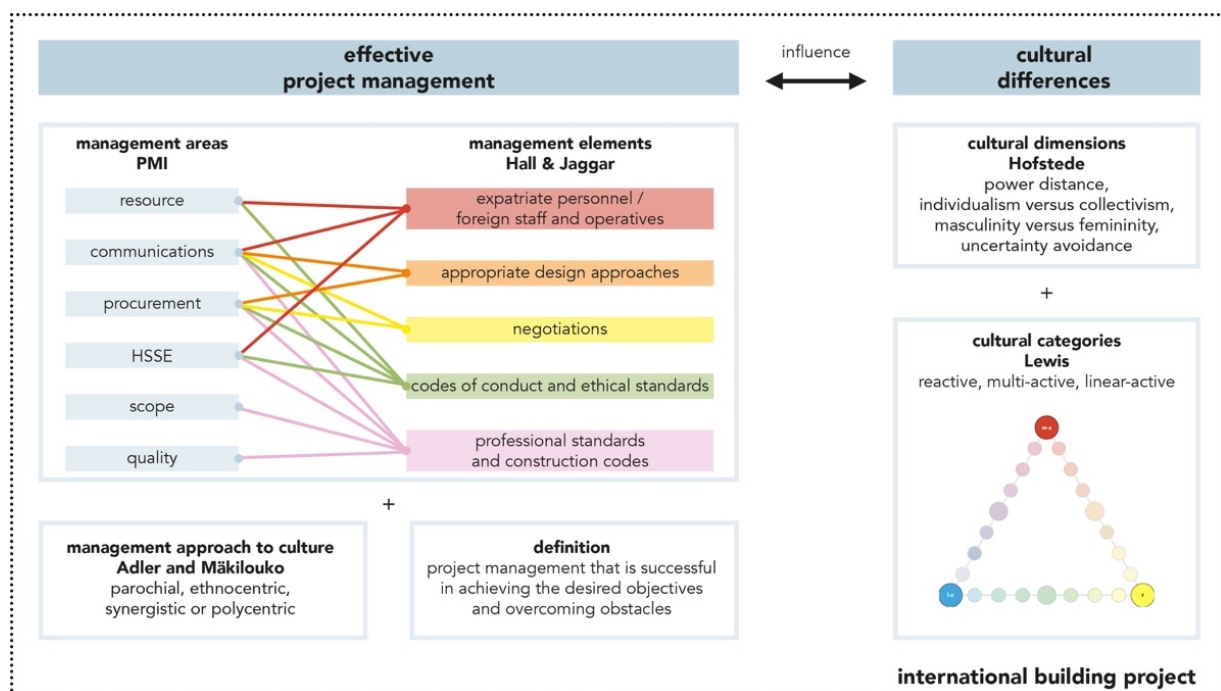 effective
project management
influence
cultural
differences
management areas
PMI
resource
communications
procurement
HSSE
scope
quality
management elements
Hall & Jaggar
expatriate personnel /
foreign staff and operatives
appropriate design approaches
negotiations
codes of conduct and ethical standards
professional standards
and construction codes
+
management approach to culture
Adler and Mäkilouko
parochial, ethnocentric,
synergistic or polycentric
definition
project management that is successful
in achieving the desired objectives
and overcoming obstacles
cultural dimensions
Hofstede
power distance,
individualism versus collectivism,
masculinity versus femininity,
uncertainty avoidance
+
cultural categories
Lewis
reactive, multi-active, linear-active
m-a
l-a
r
international building project